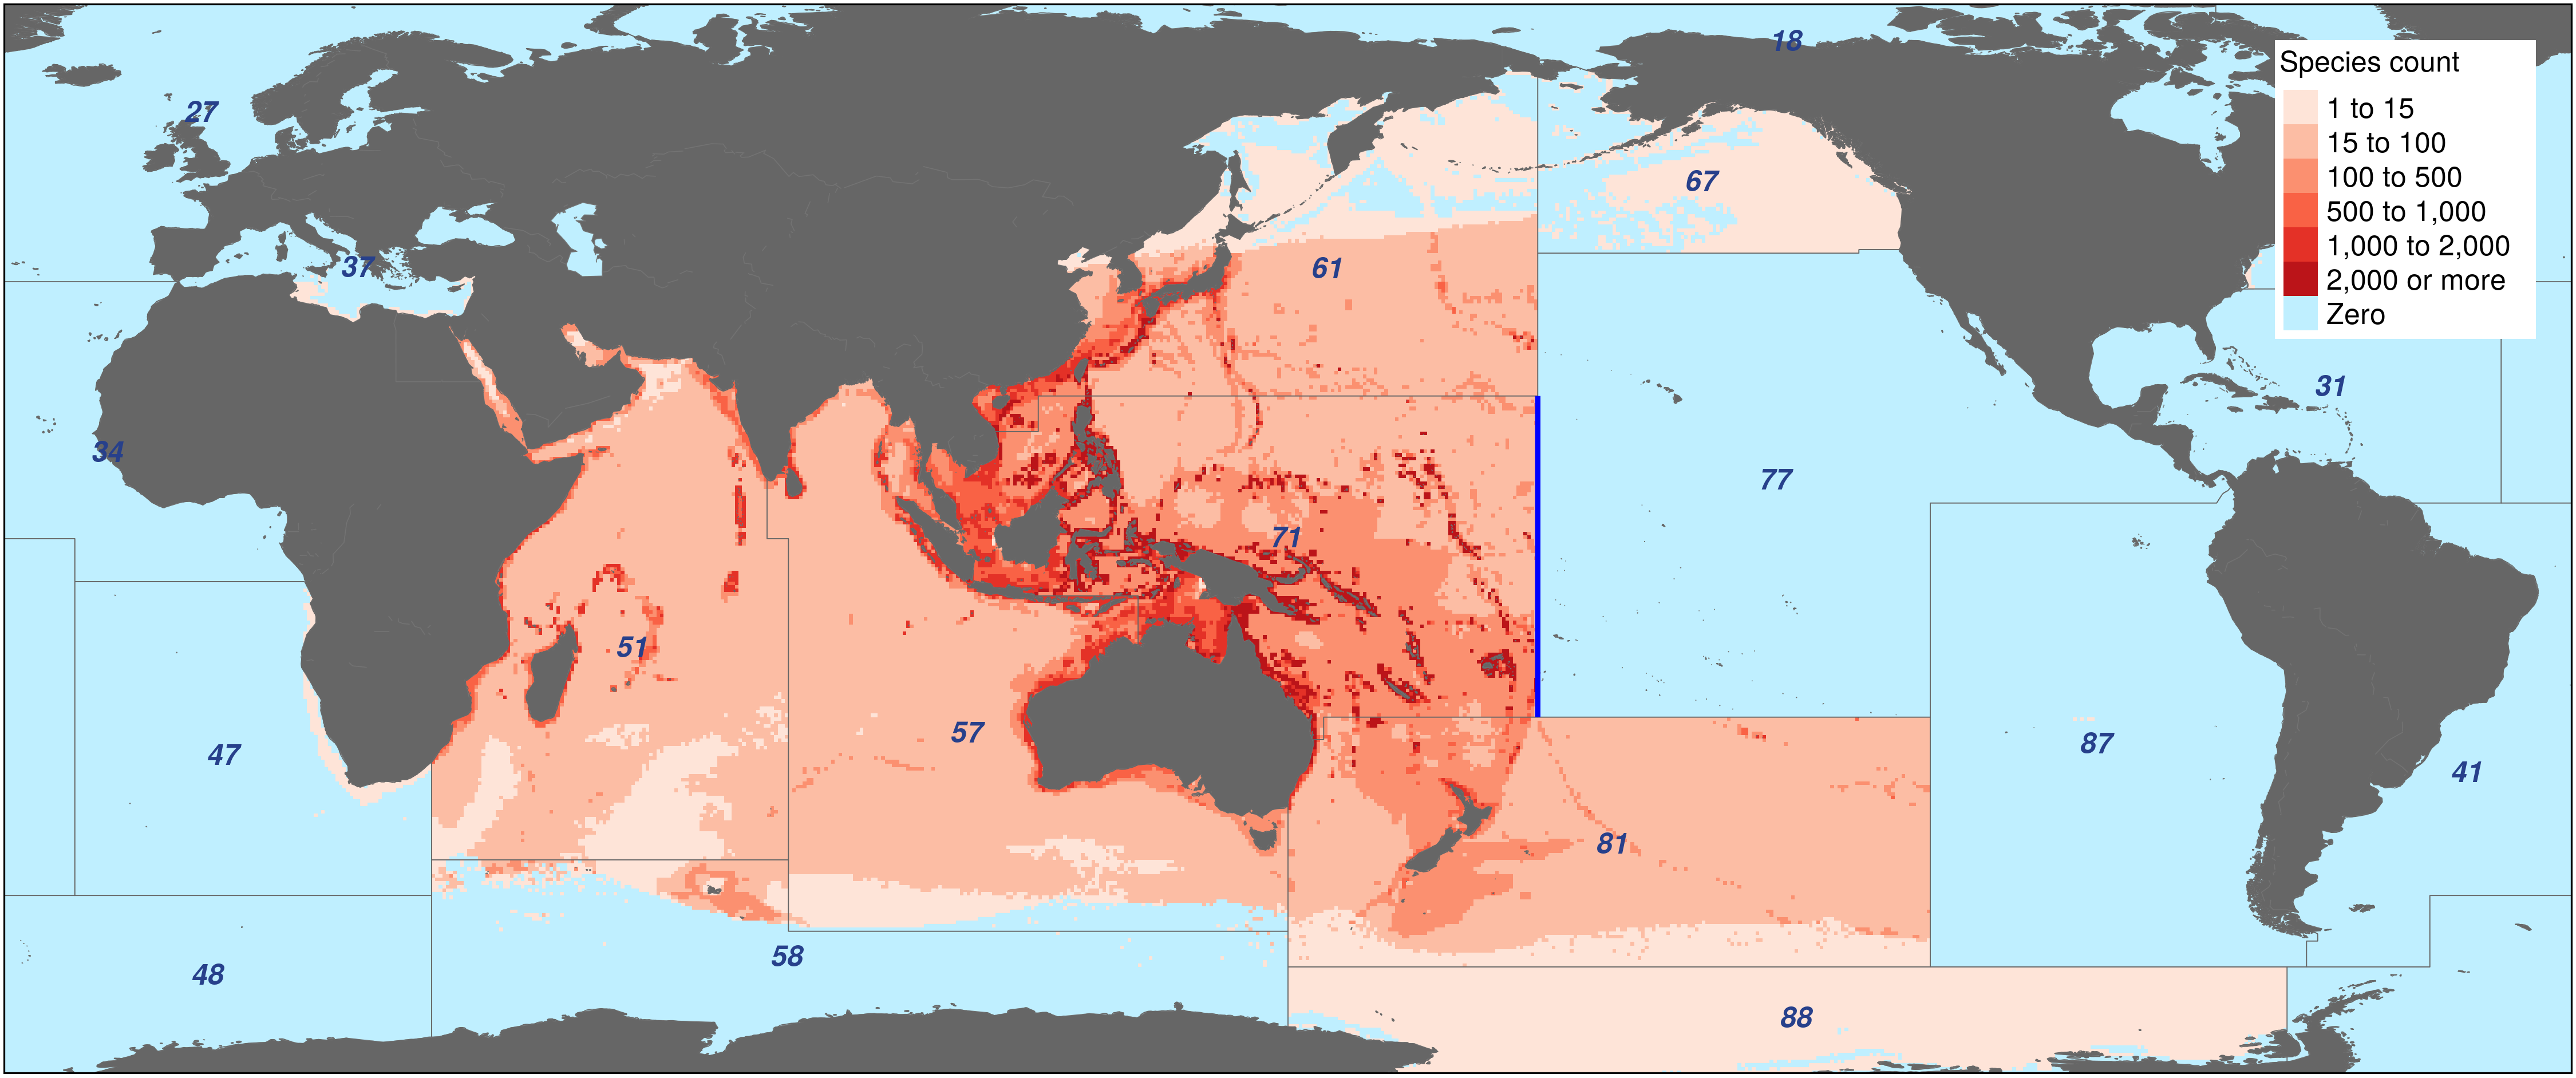 18
Species count
1 to 15
15 to 100
100 to 500
500 to 1,000
1,000 to 2,000
2,000 or more
Zero
27
67
37
61
31
34
77
71
51
57
47
87
41
81
58
48
88